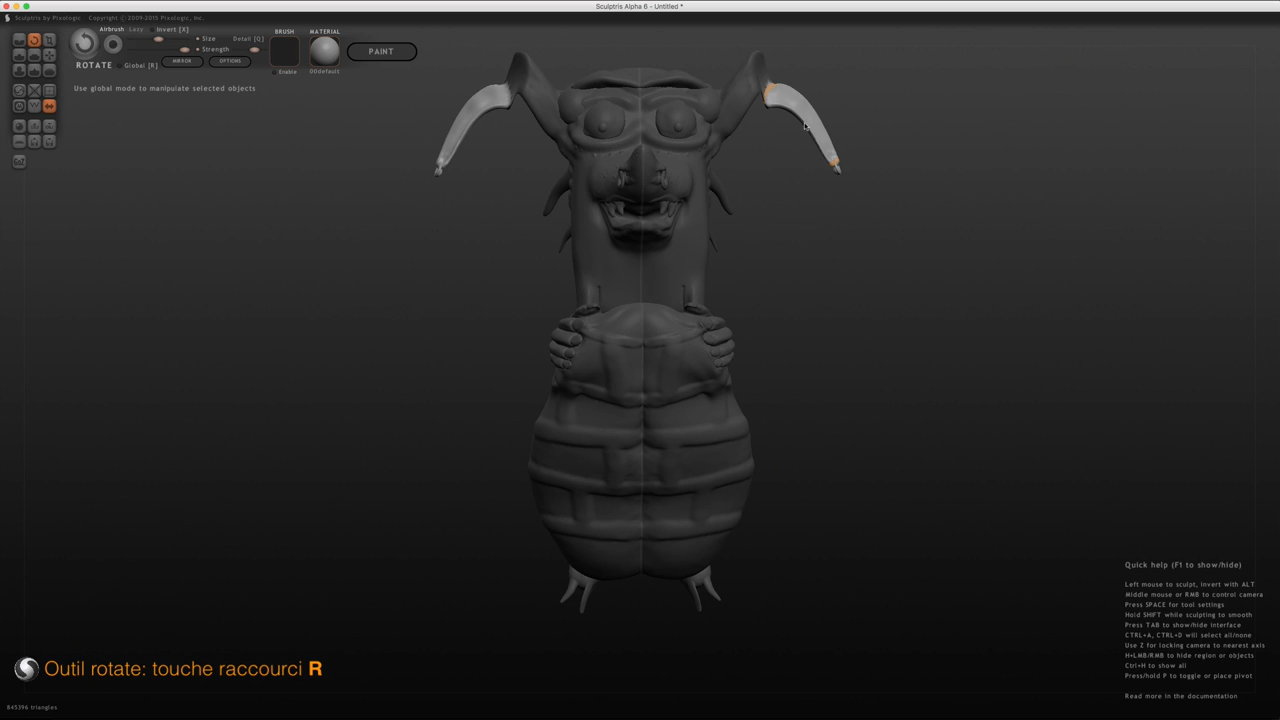 Sculptris Alpha 6 - Untitled *
Sculptris by Pixologic Copyright ©2009-2015 Pixologic, Inc.
Airbrush Lazy Invert [X]
Size Detail [Q]
Strength
ROTATE Global [R] MIRROR OPTIONS
BRUSH
Enable
MATERIAL
00default
PAINT
Use global mode to manipulate selected objects
GoZ
Quick help (F1 to show/hide)
Left mouse to sculpt, invert with ALT
Middle mouse or RMB to control camera
Press SPACE for tool settings
Hold SHIFT while sculpting to smooth
Press TAB to show/hide interface
CTRL+A, CTRL+D will select all/none
Use Z for locking camera to nearest axis
H+LMB/RMB to hide region or objects
Ctrl+H to show all
Press/hold P to toggle or place pivot
Read more in the documentation
Outil rotate: touche raccourci R
845396 triangles